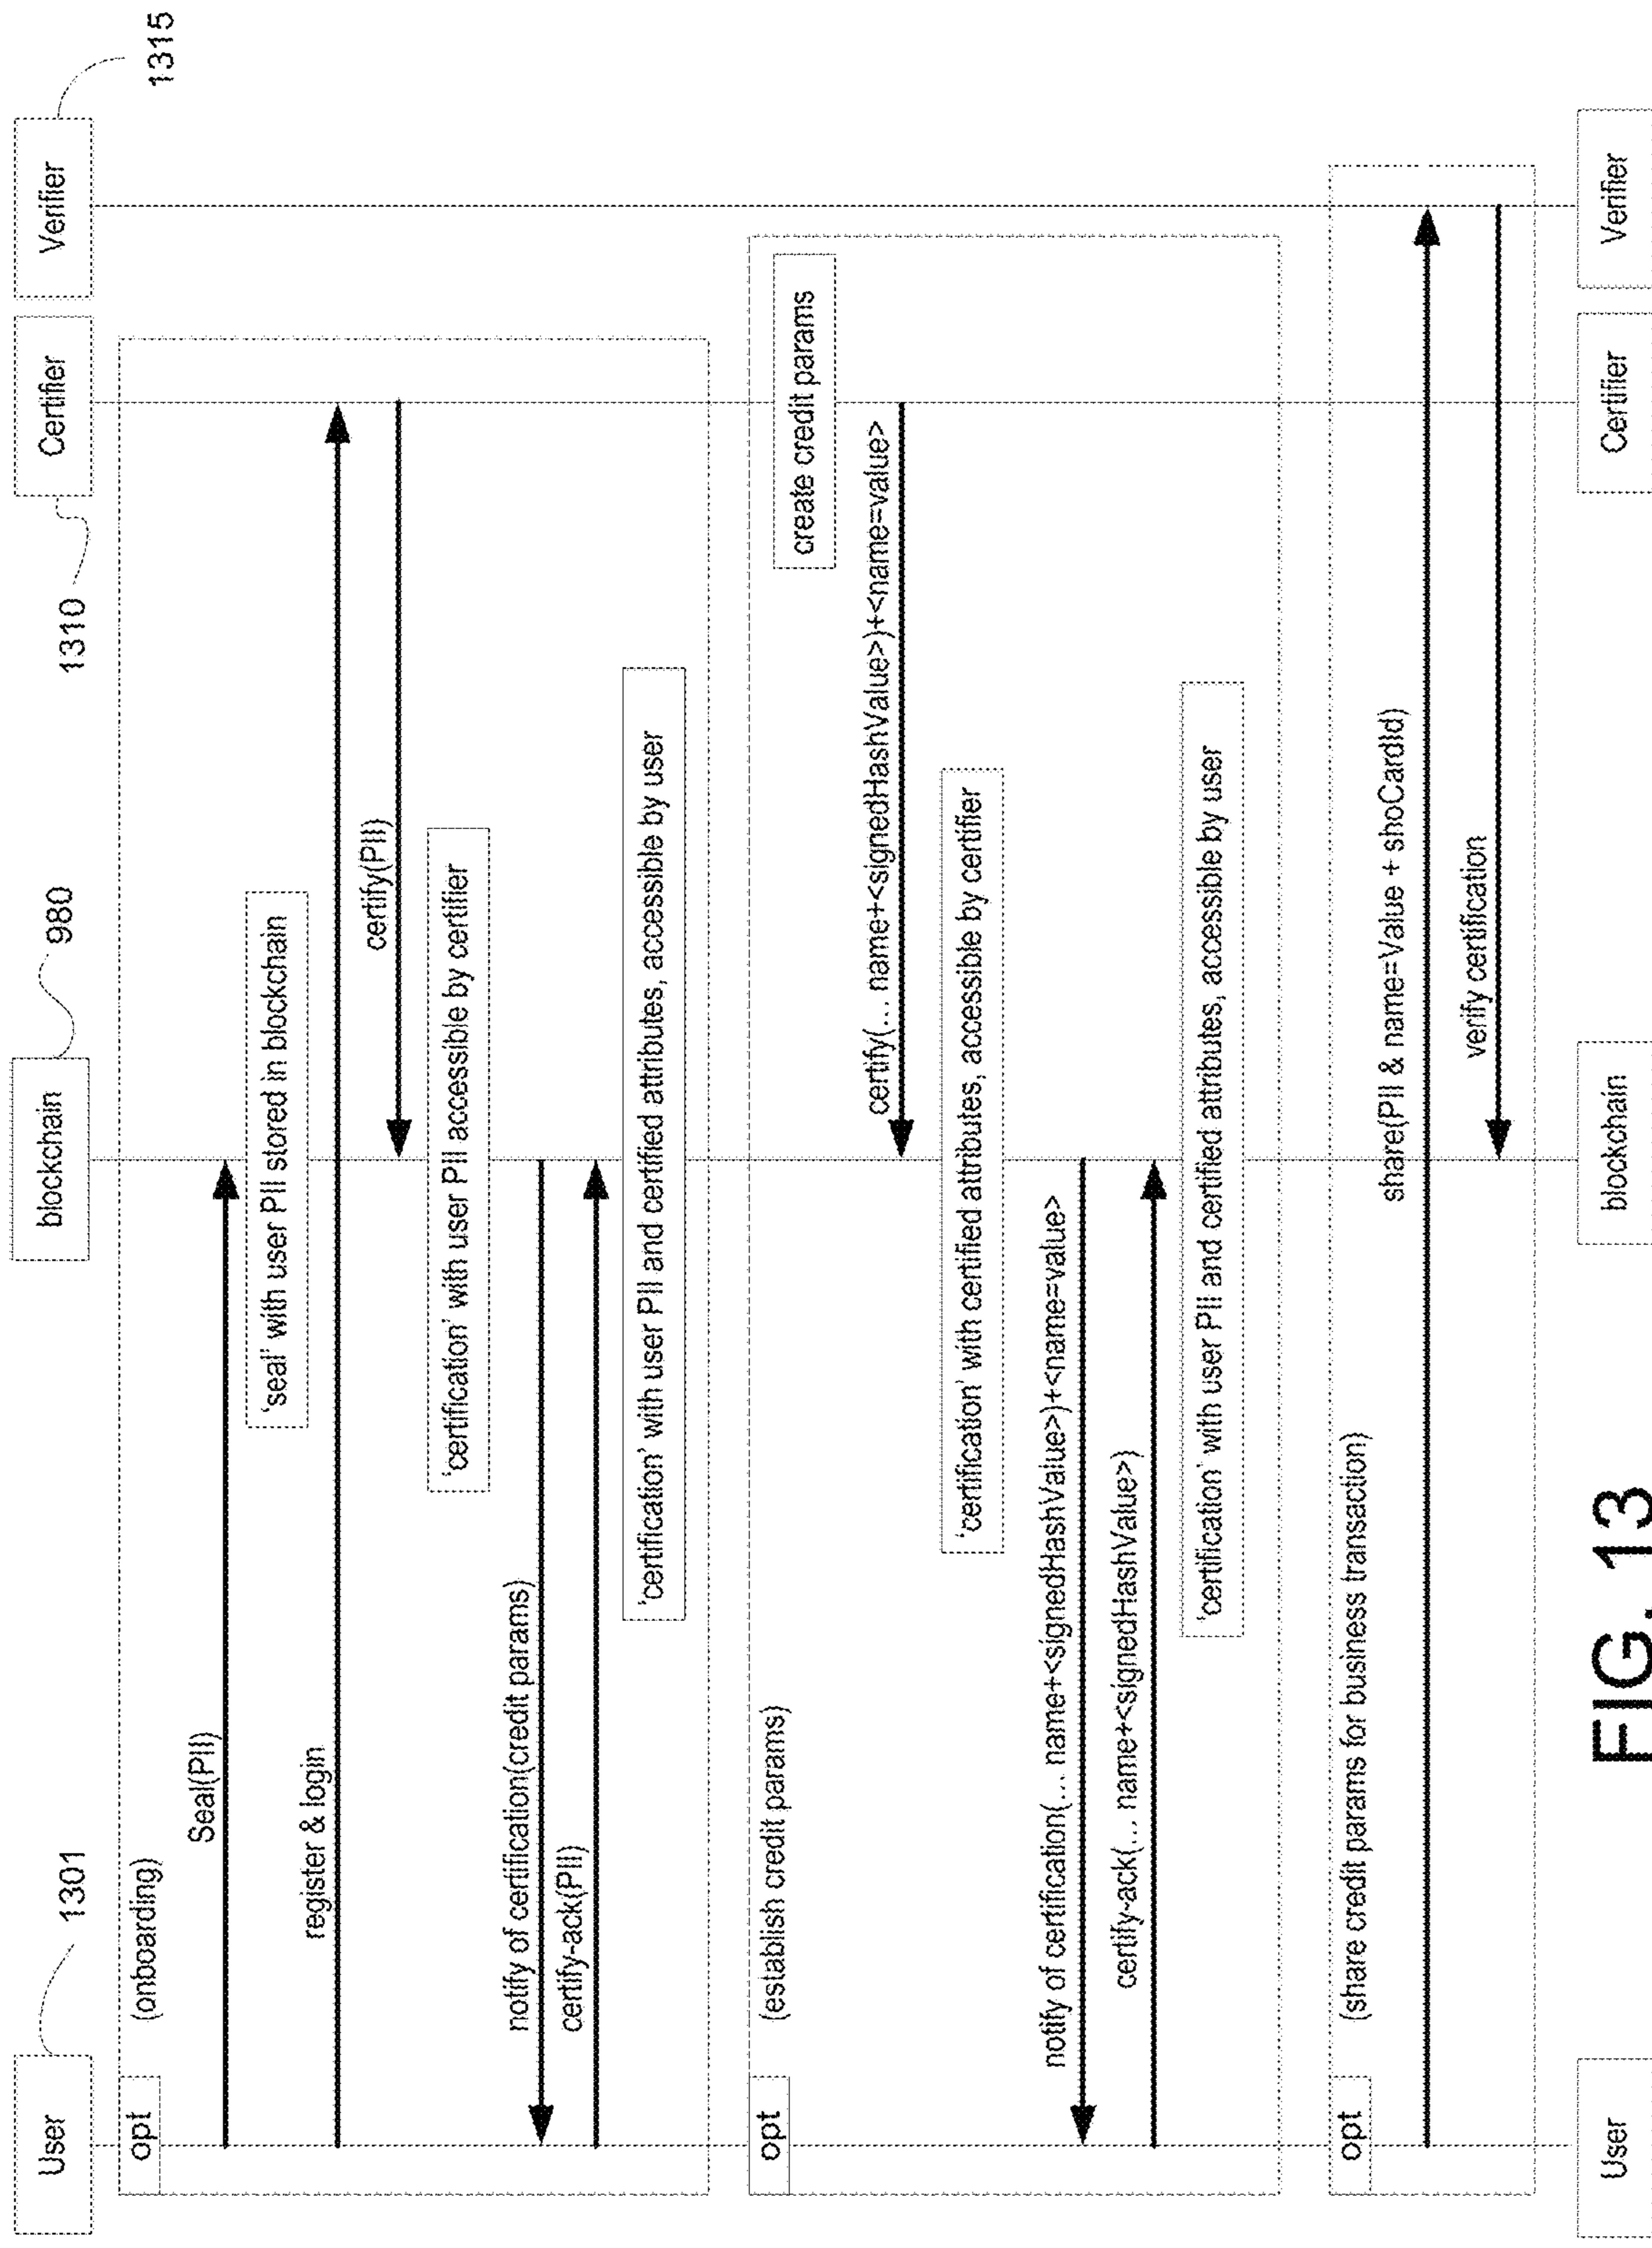 User
1301
blockchain
980
Certifier
1310
Verifier
1315
opt
(onboarding)
Seal(PII)
'seal' with user PII stored in blockchain
register & login
certify(PII)
'certification' with user PII accessible by certifier
notify of certification(credit params)
certify-ack(PII)
'certification' with user PII and certified attributes, accessible by user
opt
(establish credit params)
create credit params
certify(... name+<signedHashValue>)+<name=value>
'certification' with certified attributes, accessible by certifier
notify of certification(... name+<signedHashValue>)+<name=value>
certify-ack(... name+<signedHashValue>)
'certification' with user PII and certified attributes, accessible by user
opt
(share credit params for business transaction)
share(PII & name=Value + shoCardId)
verify certification
User
blockchain
Certifier
Verifier
FIG. 13